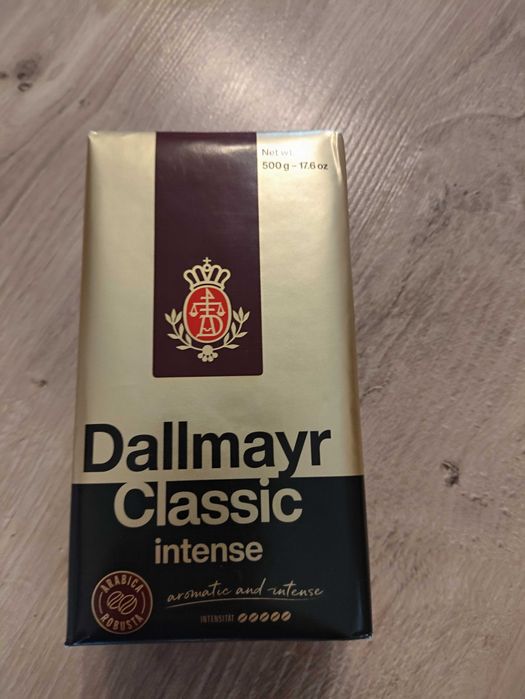 Net wt.
500 g – 17.6 oz
Dallmayr
Classic
intense
aromatic and intense
ARABICA
ROBUSTA
INTENSITÄT